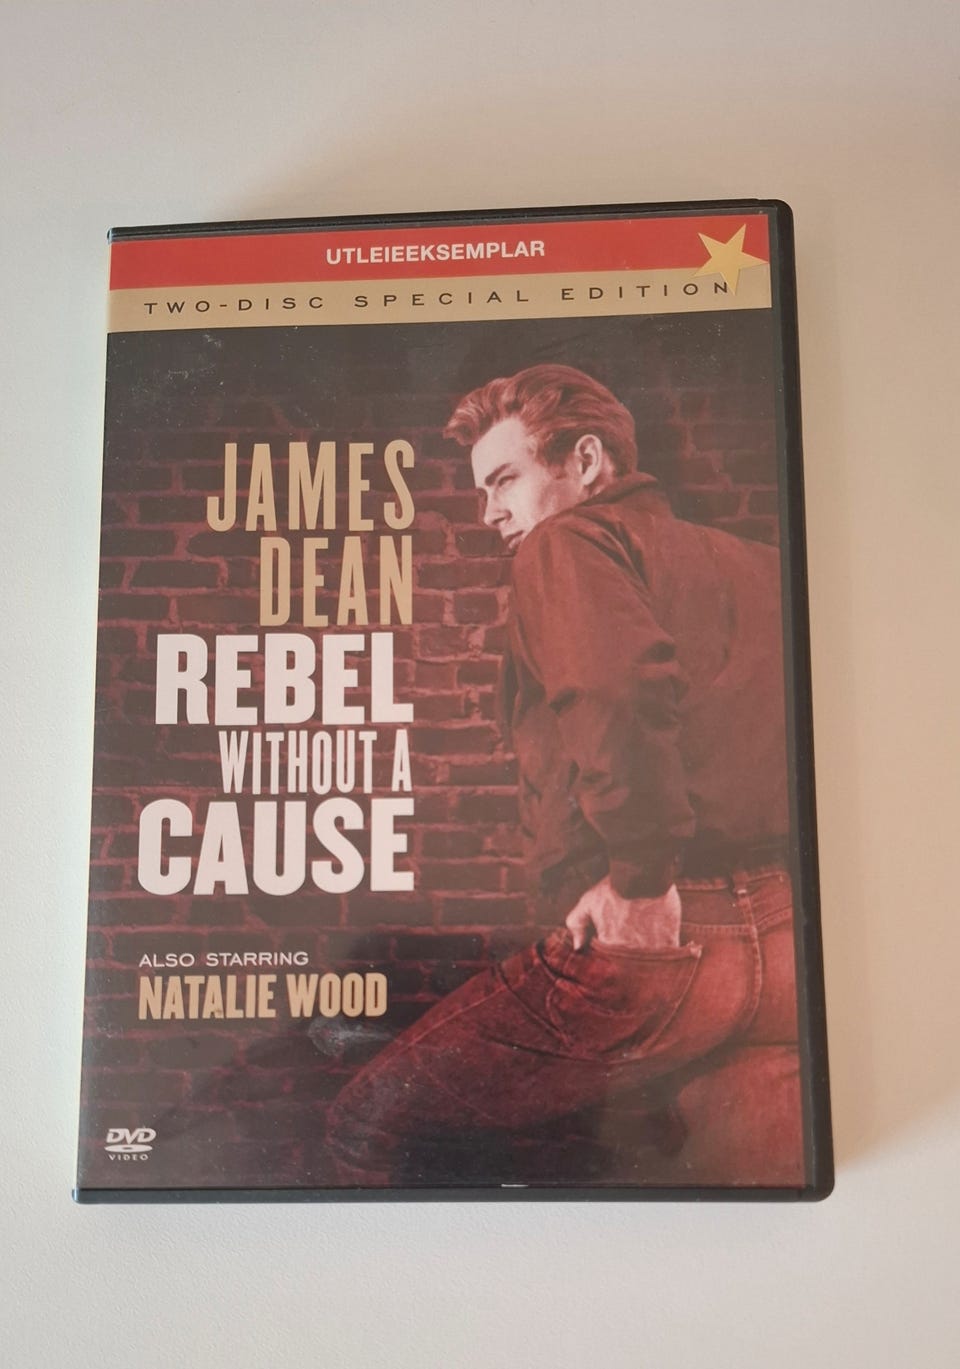 UTLEIEEKSEMPLAR
TWO-DISC SPECIAL EDITION
JAMES
DEAN
REBEL
WITHOUT A
CAUSE
ALSO STARRING
NATALIE WOOD
DVD
VIDEO